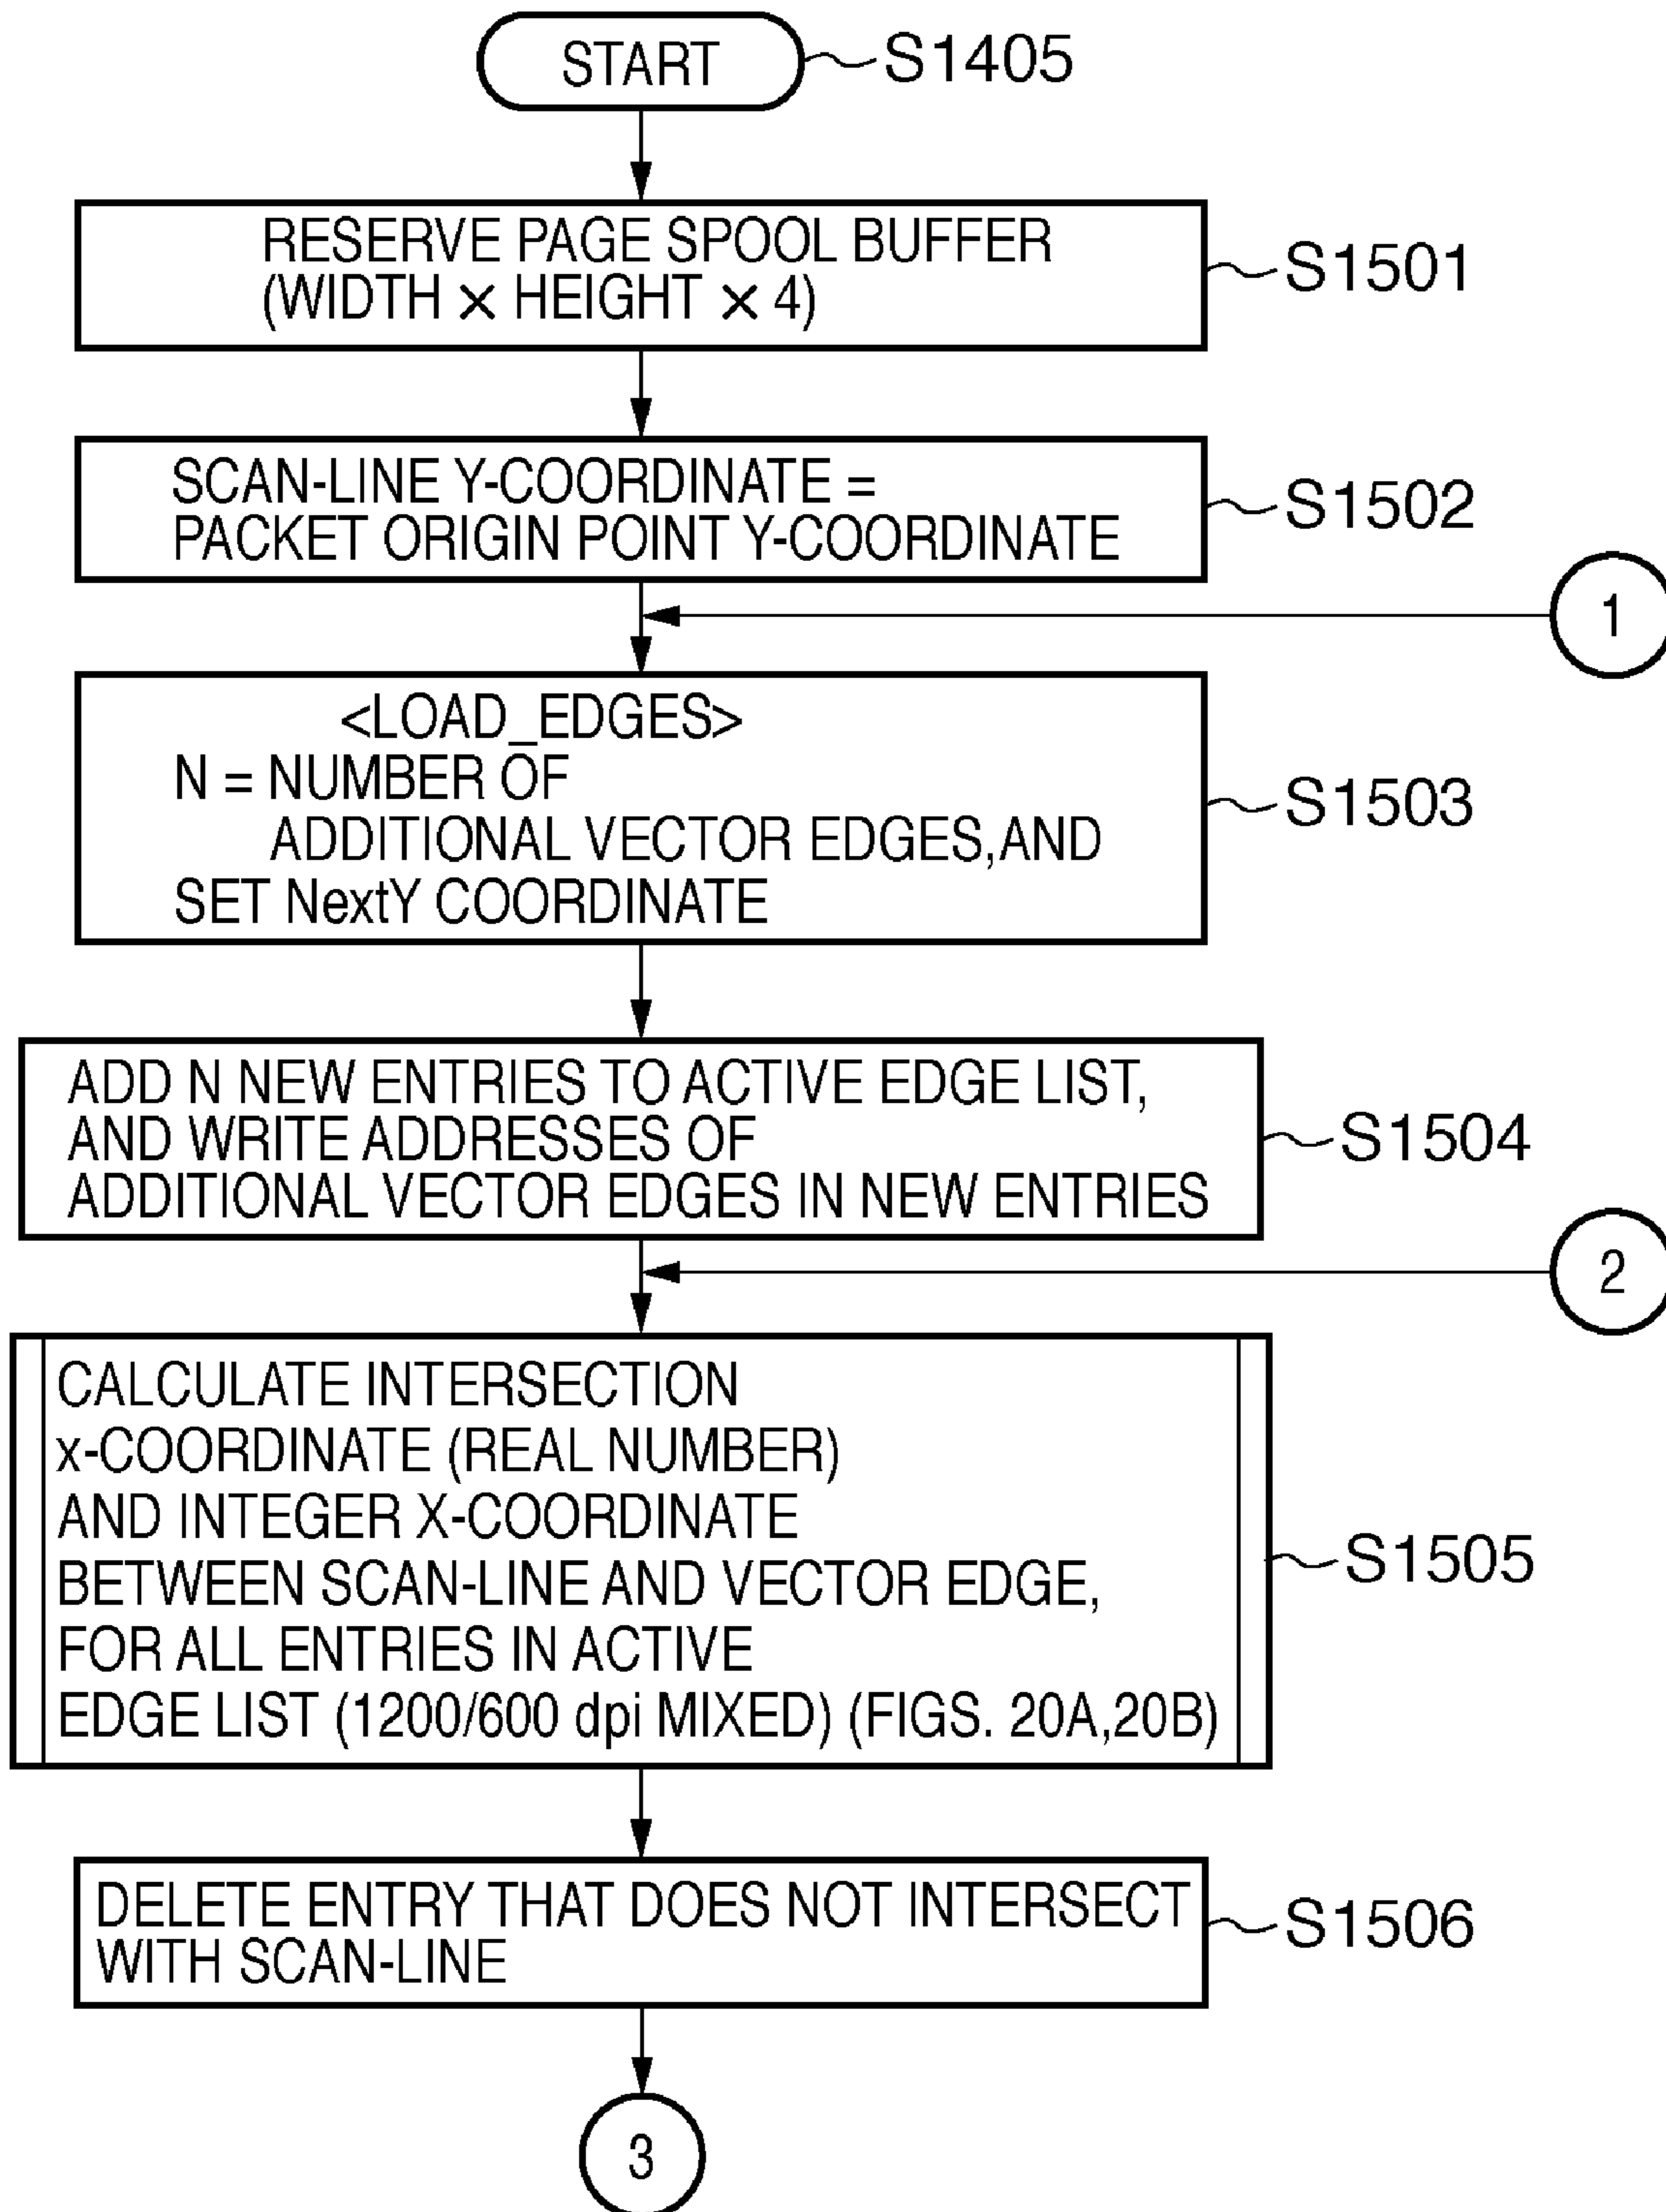 START
S1405
RESERVE PAGE SPOOL BUFFER
(WIDTH × HEIGHT × 4)
S1501
SCAN-LINE Y-COORDINATE =
PACKET ORIGIN POINT Y-COORDINATE
S1502
1
<LOAD_EDGES>
N = NUMBER OF
ADDITIONAL VECTOR EDGES,AND
SET NextY COORDINATE
S1503
ADD N NEW ENTRIES TO ACTIVE EDGE LIST,
AND WRITE ADDRESSES OF
ADDITIONAL VECTOR EDGES IN NEW ENTRIES
S1504
2
CALCULATE INTERSECTION
x-COORDINATE (REAL NUMBER)
AND INTEGER X-COORDINATE
BETWEEN SCAN-LINE AND VECTOR EDGE,
FOR ALL ENTRIES IN ACTIVE
EDGE LIST (1200/600 dpi MIXED) (FIGS. 20A,20B)
S1505
DELETE ENTRY THAT DOES NOT INTERSECT
WITH SCAN-LINE
S1506
3